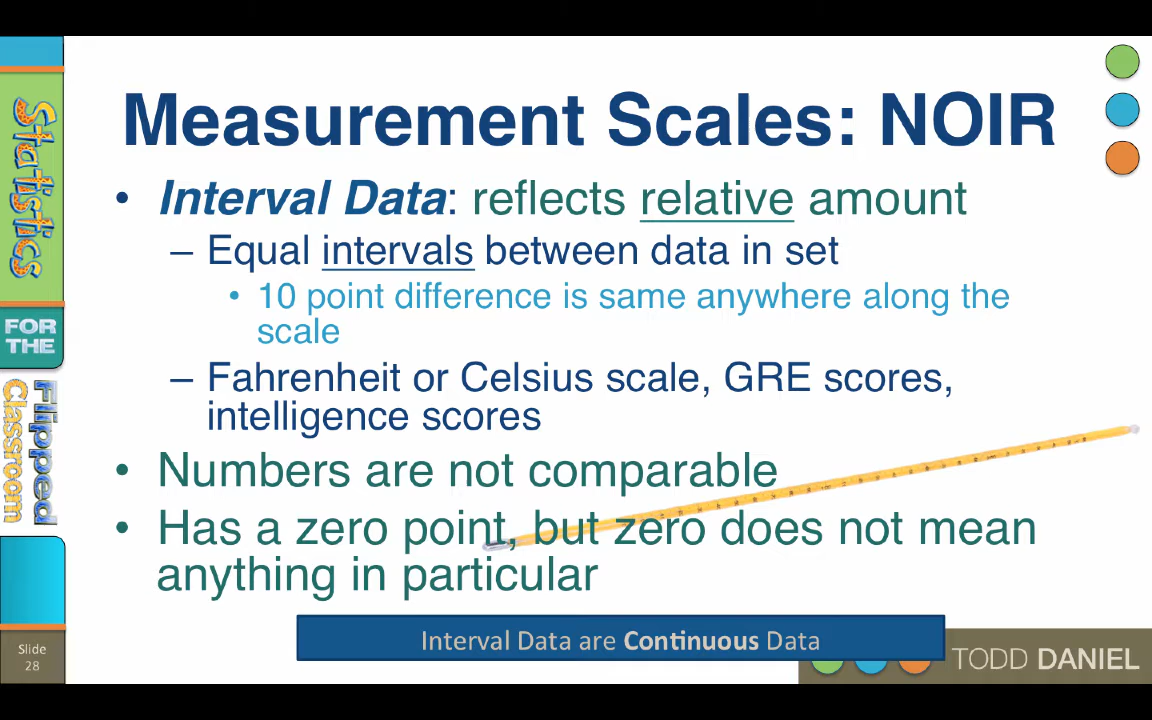 Measurement Scales: NOIR
• Interval Data: reflects relative amount
– Equal intervals between data in set
• 10 point difference is same anywhere along the
scale
– Fahrenheit or Celsius scale, GRE scores,
intelligence scores
• Numbers are not comparable
• Has a zero point, but zero does not mean
anything in particular
Interval Data are Continuous Data
Statistics
FOR
THE
Flipped
Classroom
Slide
28
TODD DANIEL